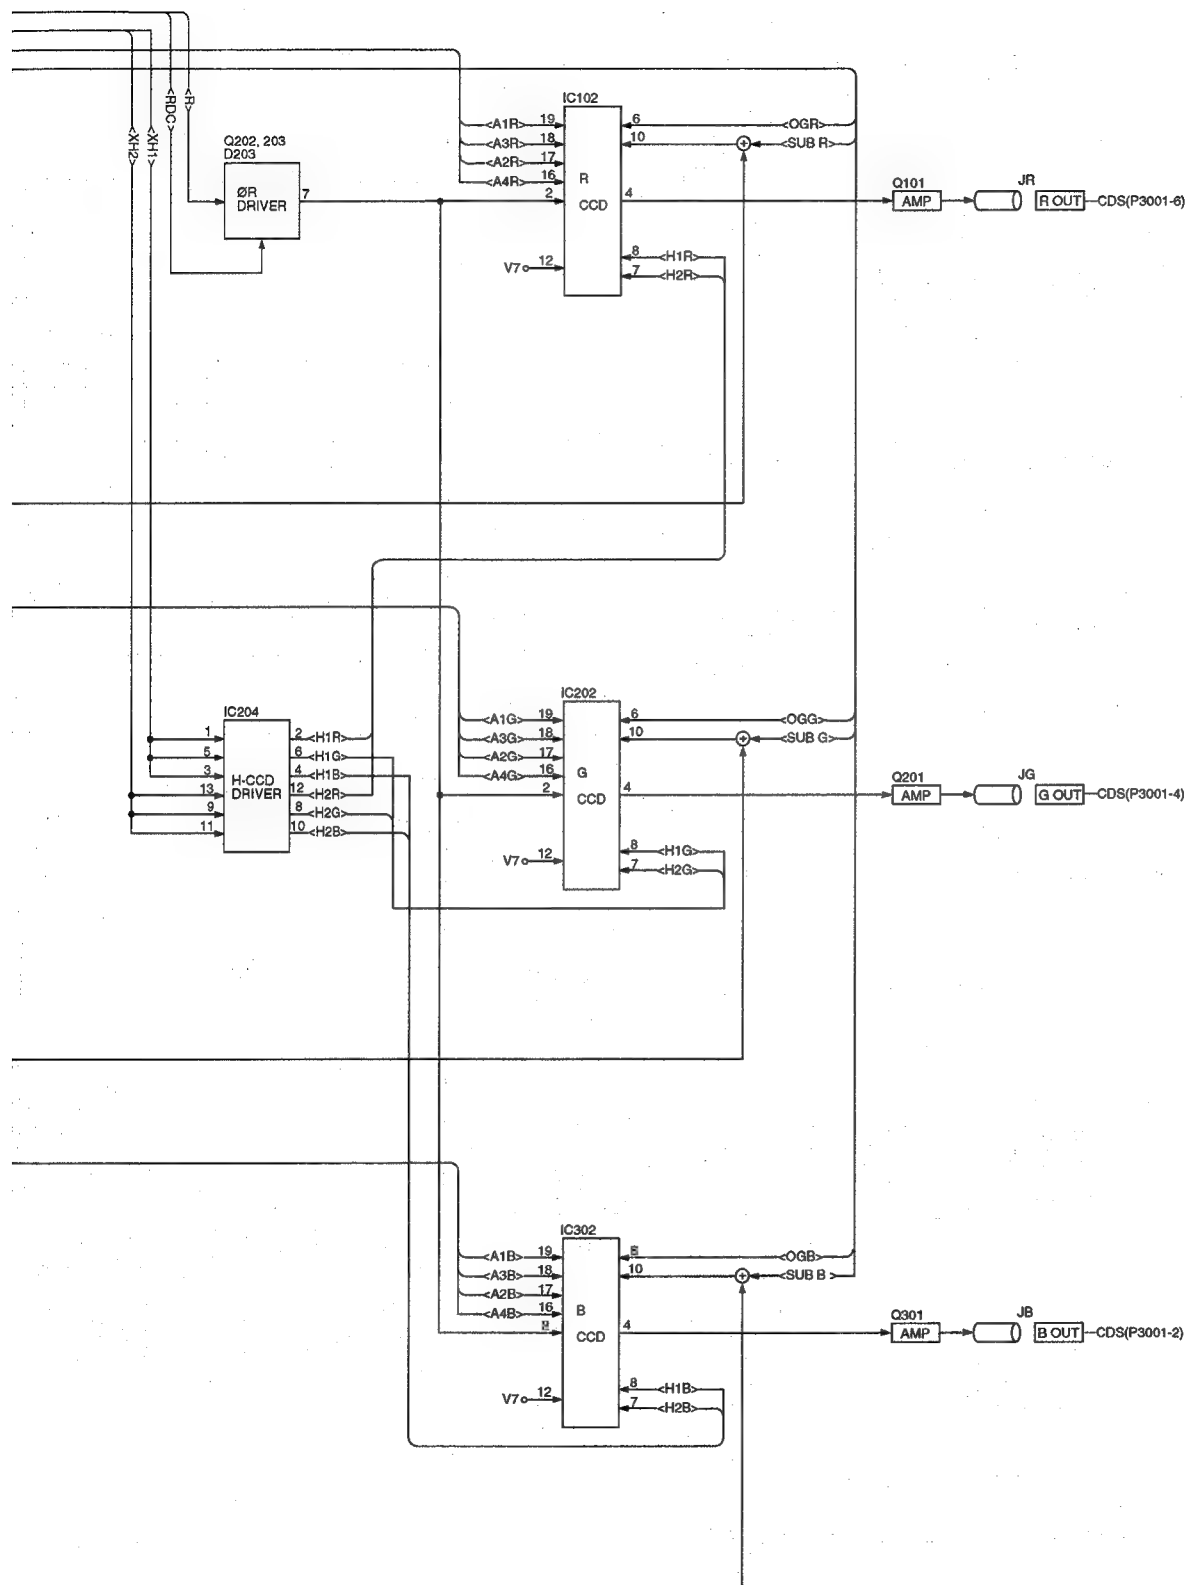 <R>
<RDC>
<XH1>
<XH2>
Q202, 203
D203
ØR
DRIVER
7
IC102
<A1R> 19
<A3R> 18
<A2R> 17
<A4R> 16
2
R
CCD
V7 12
6 <OGR>
10 + <SUB R>
4
8 <H1R>
7 <H2R>
Q101
AMP
JR
R OUT
CDS(P3001-6)
IC204
1
5
3
13
9
11
H-CCD
DRIVER
2 <H1R>
6 <H1G>
4 <H1B>
12 <H2R>
8 <H2G>
10 <H2B>
IC202
<A1G> 19
<A3G> 18
<A2G> 17
<A4G> 16
2
G
CCD
V7 12
6 <OGG>
10 + <SUB G>
4
8 <H1G>
7 <H2G>
Q201
AMP
JG
G OUT
CDS(P3001-4)
IC302
<A1B> 19
<A3B> 18
<A2B> 17
<A4B> 16
B
CCD
V7 12
<OGB>
10 + <SUB B >
4
8 <H1B>
7 <H2B>
Q301
AMP
JB
B OUT
CDS(P3001-2)